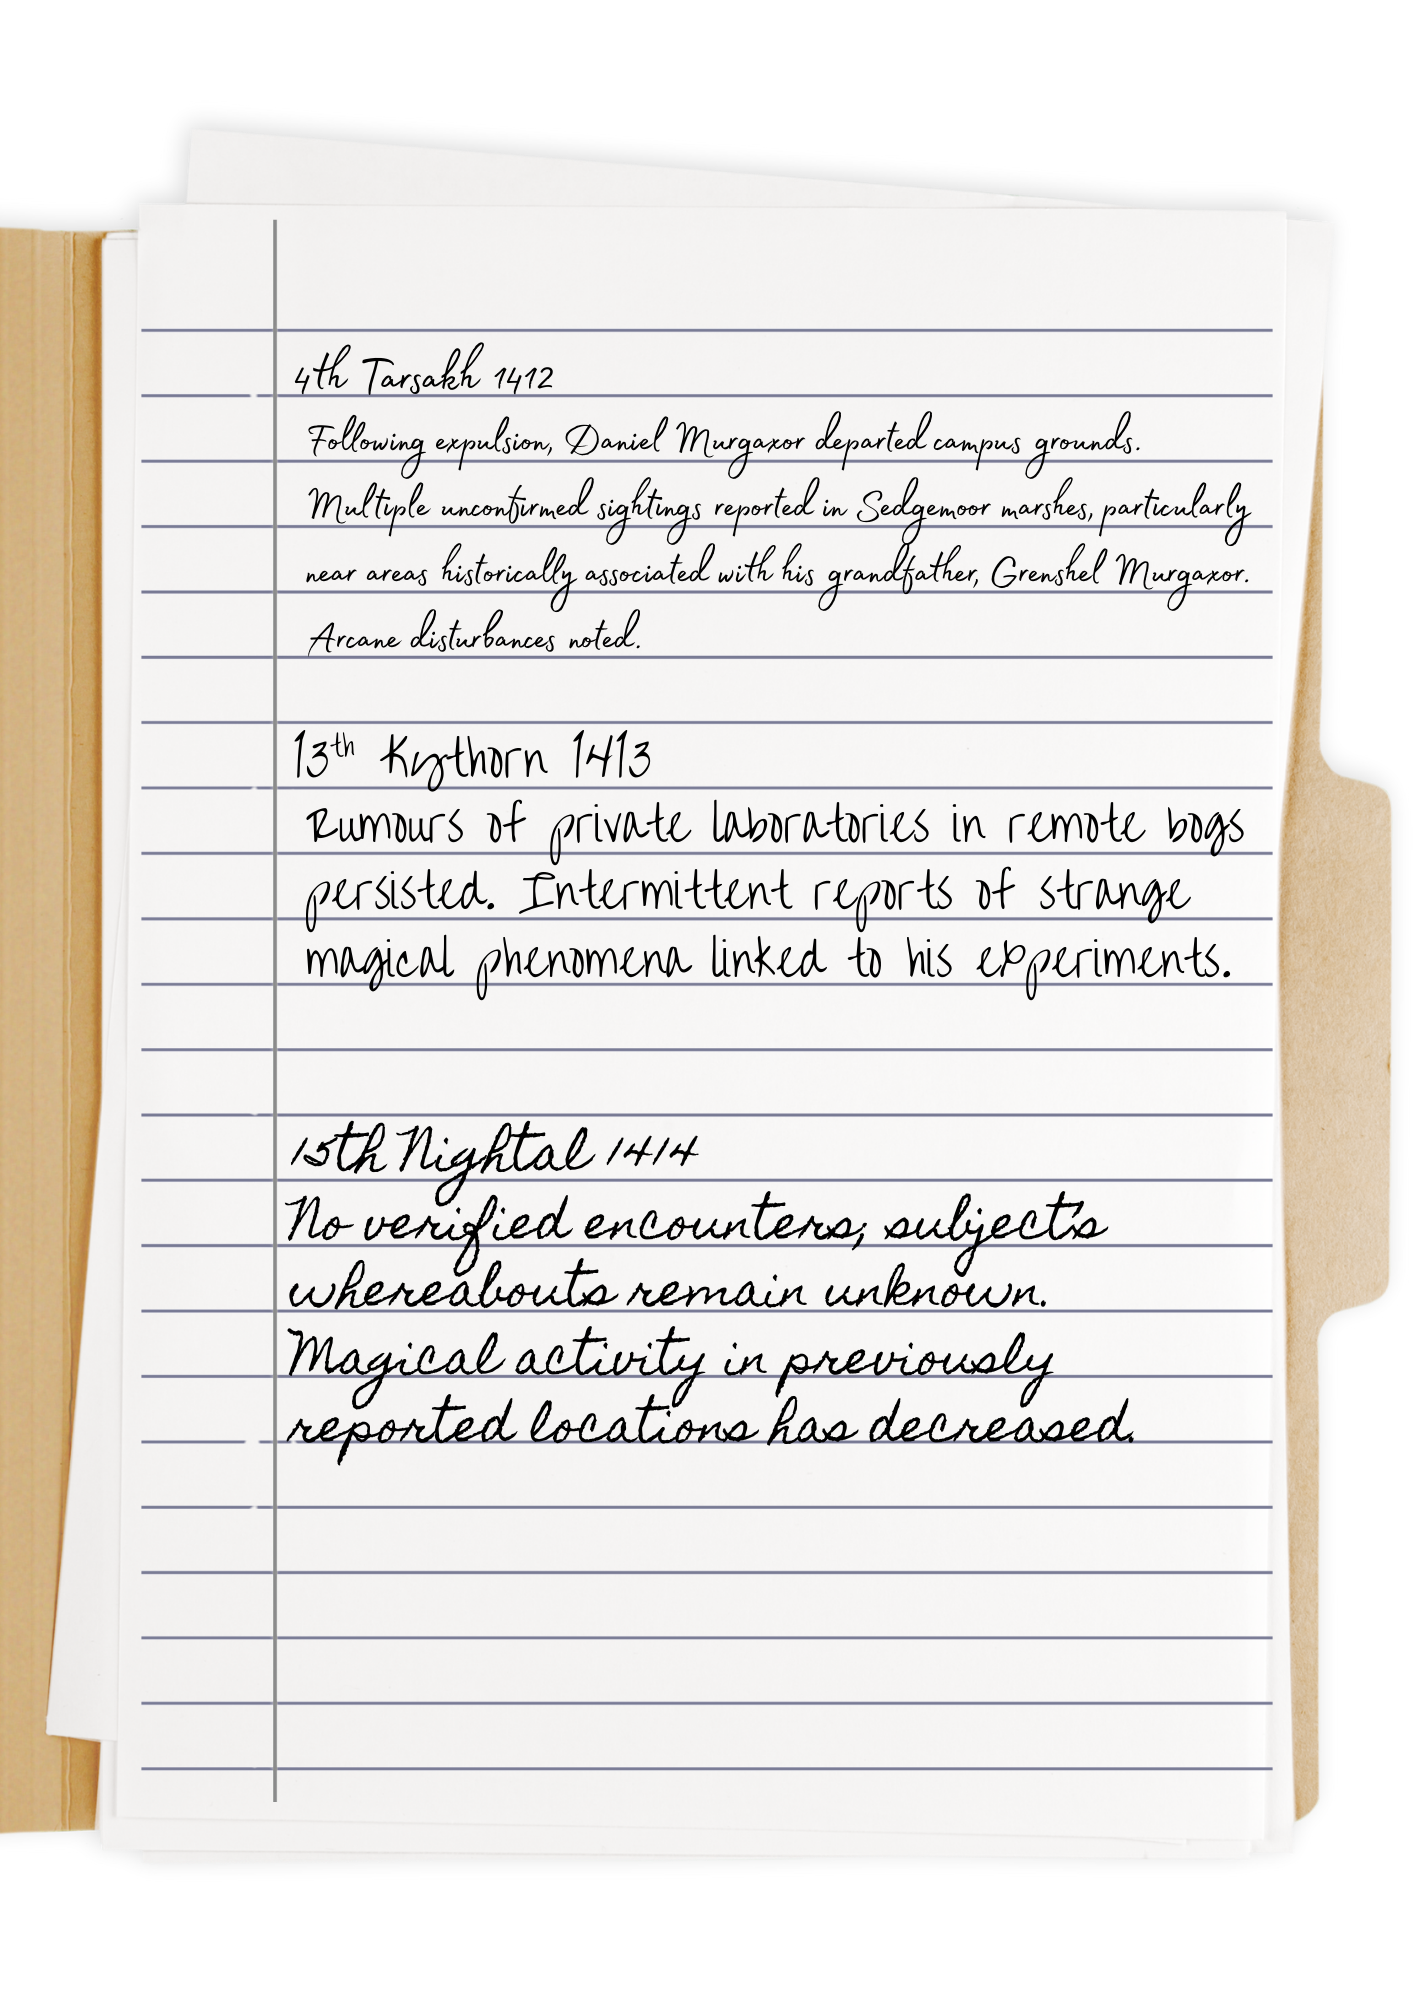 4th Tarsakh 1412
Following expulsion, Daniel Murgaxor departed campus grounds.
Multiple unconfirmed sightings reported in Sedgemoor marshes, particularly
near areas historically associated with his grandfather, Grenshel Murgaxor.
Arcane disturbances noted.
13th Kythorn 1413
Rumours of private laboratories in remote bogs
persisted. Intermittent reports of strange
magical phenomena linked to his experiments.
15th Nightal 1414
No verified encounters; subject's
whereabouts remain unknown.
Magical activity in previously
reported locations has decreased.